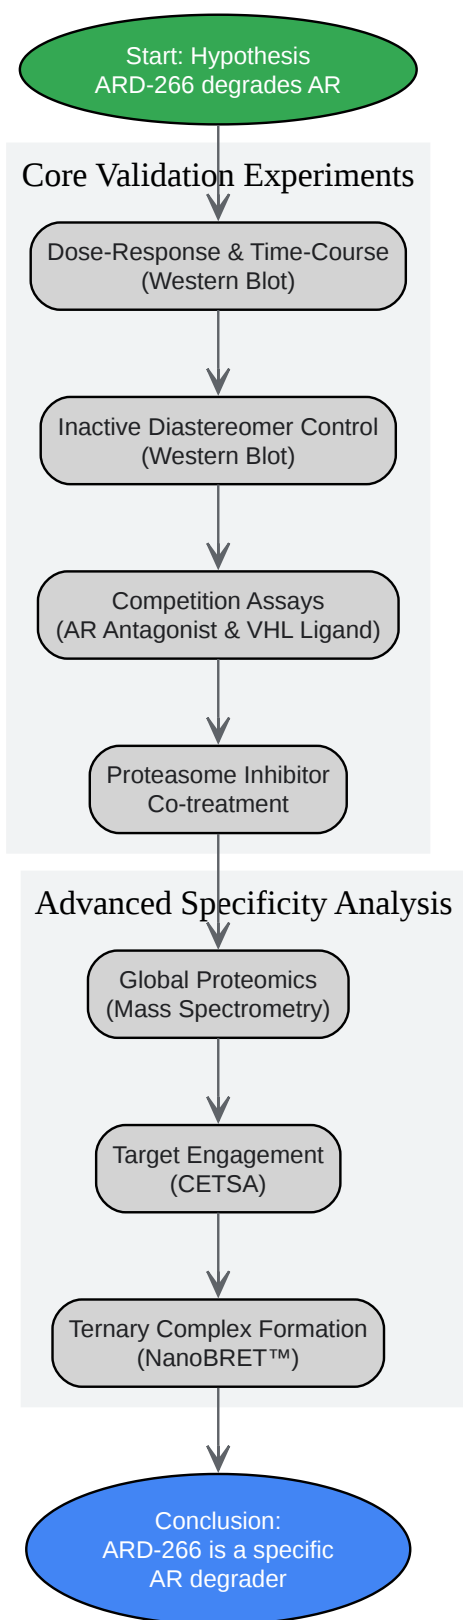 Start: Hypothesis
ARD-266 degrades AR
Core Validation Experiments
Dose-Response & Time-Course
(Western Blot)
Inactive Diastereomer Control
(Western Blot)
Competition Assays
(AR Antagonist & VHL Ligand)
Proteasome Inhibitor
Co-treatment
Advanced Specificity Analysis
Global Proteomics
(Mass Spectrometry)
Target Engagement
(CETSA)
Ternary Complex Formation
(NanoBRET™)
Conclusion:
ARD-266 is a specific
AR degrader